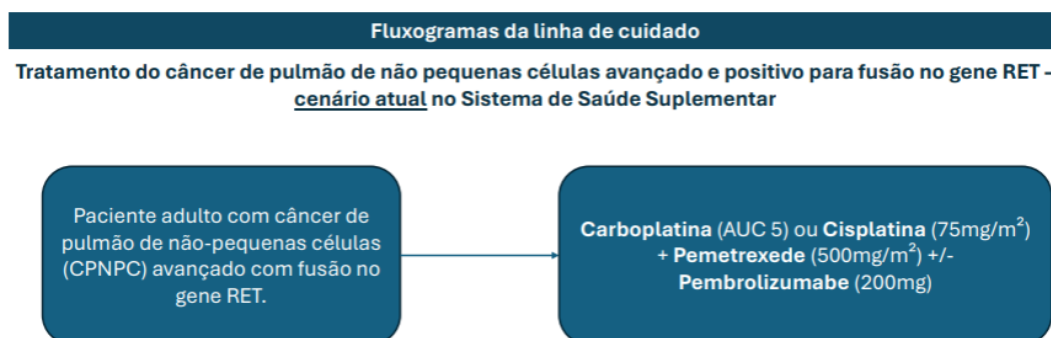 Fluxogramas da linha de cuidado
Tratamento do câncer de pulmão de não pequenas células avançado e positivo para fusão no gene RET -
cenário atual no Sistema de Saúde Suplementar
Paciente adulto com câncer de
pulmão de não-pequenas células
(CPNPC) avançado com fusão no
gene RET.
Carboplatina (AUC 5) ou Cisplatina (75mg/m²)
+ Pemetrexede (500mg/m²) +/-
Pembrolizumabe (200mg)